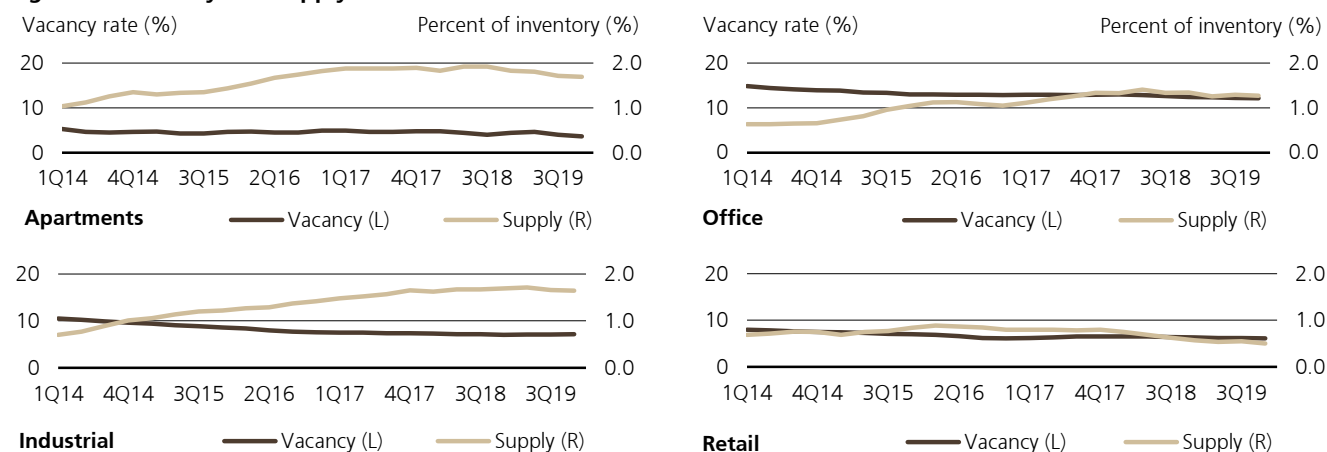 Vacancy rate (%) Percent of inventory (%)
20 2.0
10 1.0
0 0.0
1Q14 4Q14 3Q15 2Q16 1Q17 4Q17 3Q18 3Q19
Apartments Vacancy (L) Supply (R)
Vacancy rate (%) Percent of inventory (%)
20 2.0
10 1.0
0 0.0
1Q14 4Q14 3Q15 2Q16 1Q17 4Q17 3Q18 3Q19
Office Vacancy (L) Supply (R)
20 2.0
10 1.0
0 0.0
1Q14 4Q14 3Q15 2Q16 1Q17 4Q17 3Q18 3Q19
Industrial Vacancy (L) Supply (R)
20 2.0
10 1.0
0 0.0
1Q14 4Q14 3Q15 2Q16 1Q17 4Q17 3Q18 3Q19
Retail Vacancy (L) Supply (R)